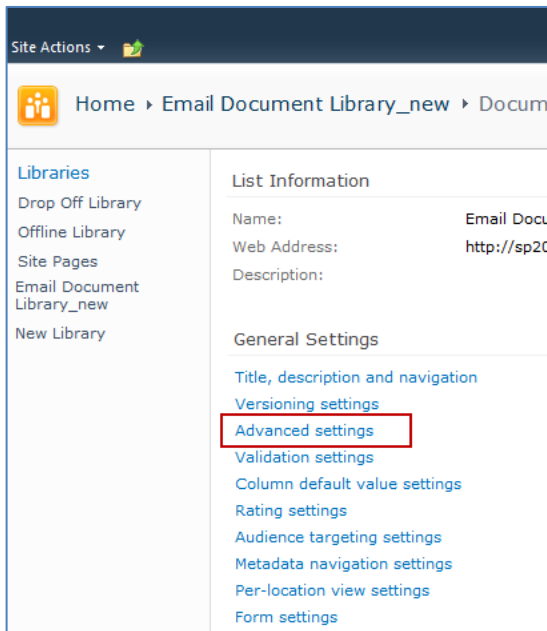 Site Actions
Home Email Document Library_new Docum
Libraries
Drop Off Library
Offline Library
Site Pages
Email Document
Library_new
New Library
List Information
Name: Email Docu
Web Address: http://sp20
Description:
General Settings
Title, description and navigation
Versioning settings
Advanced settings
Validation settings
Column default value settings
Rating settings
Audience targeting settings
Metadata navigation settings
Per-location view settings
Form settings